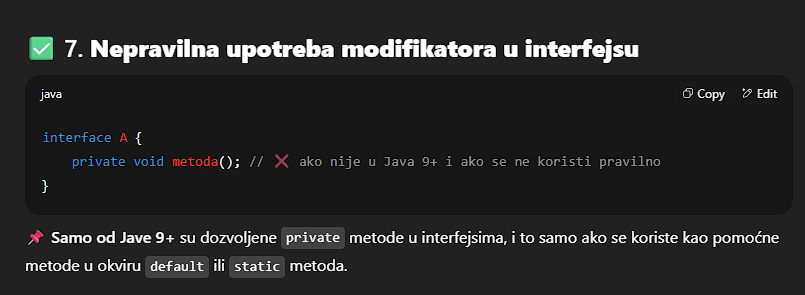 ✅ 7. Nepravilna upotreba modifikatora u interfejsu
java Copy Edit
interface A {
    private void metoda(); // ❌ ako nije u Java 9+ i ako se ne koristi pravilno
}
📌 Samo od Jave 9+ su dozvoljene private metode u interfejsima, i to samo ako se koriste kao pomoćne
metode u okviru default ili static metoda.